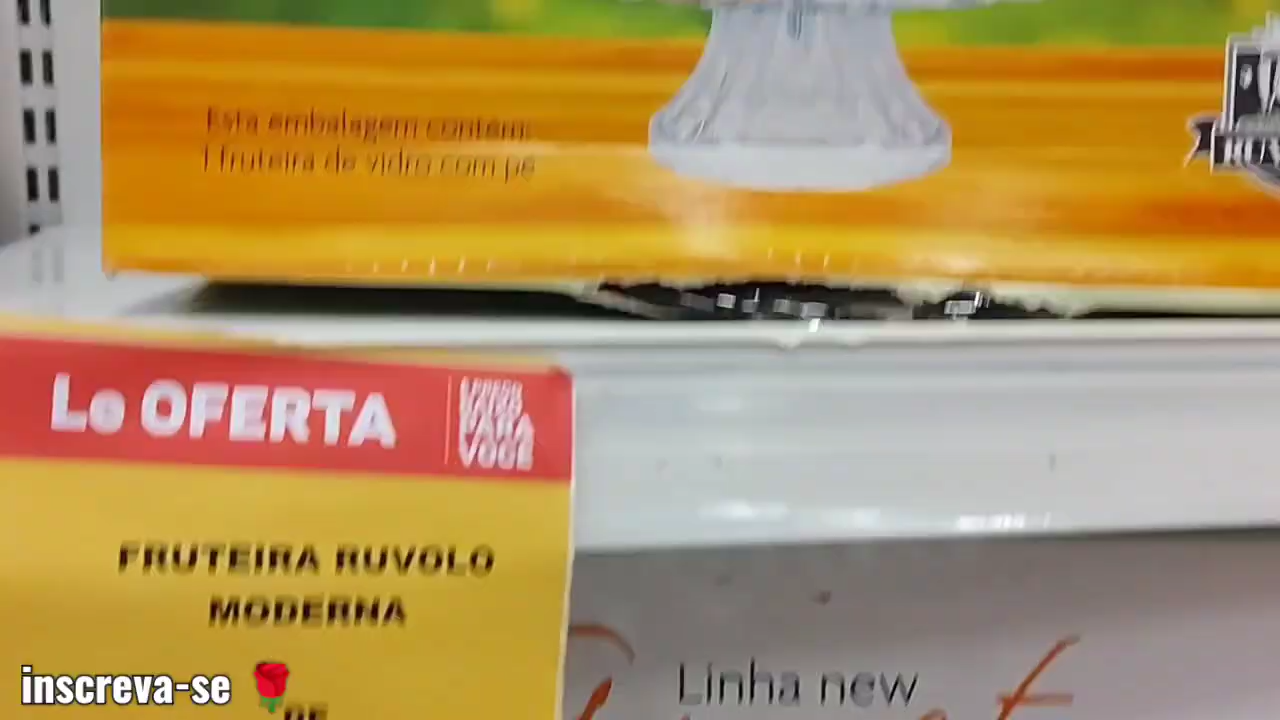 Esta embalagem contém:
1 fruteira de vidro com pé
Le OFERTA
PARA
VOCÊ
FRUTEIRA RUVOLO
MODERNA
DE
inscreva-se
Linha new